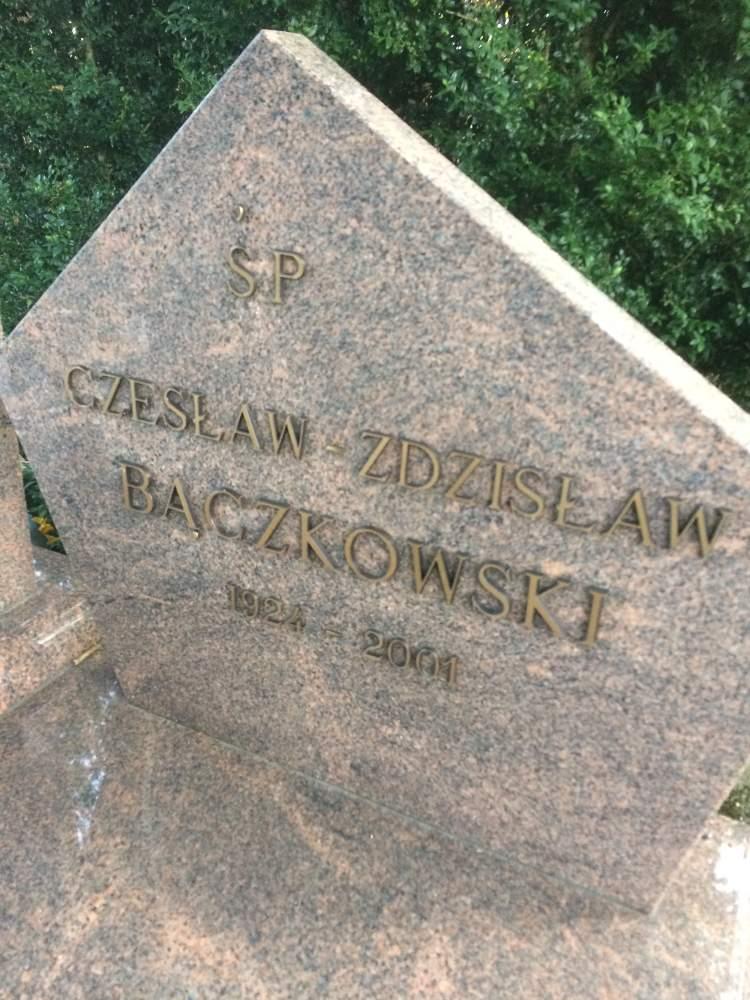 ŚP
CZESŁAW - ZDZISŁAW
BĄCZKOWSKI
1924 - 2001